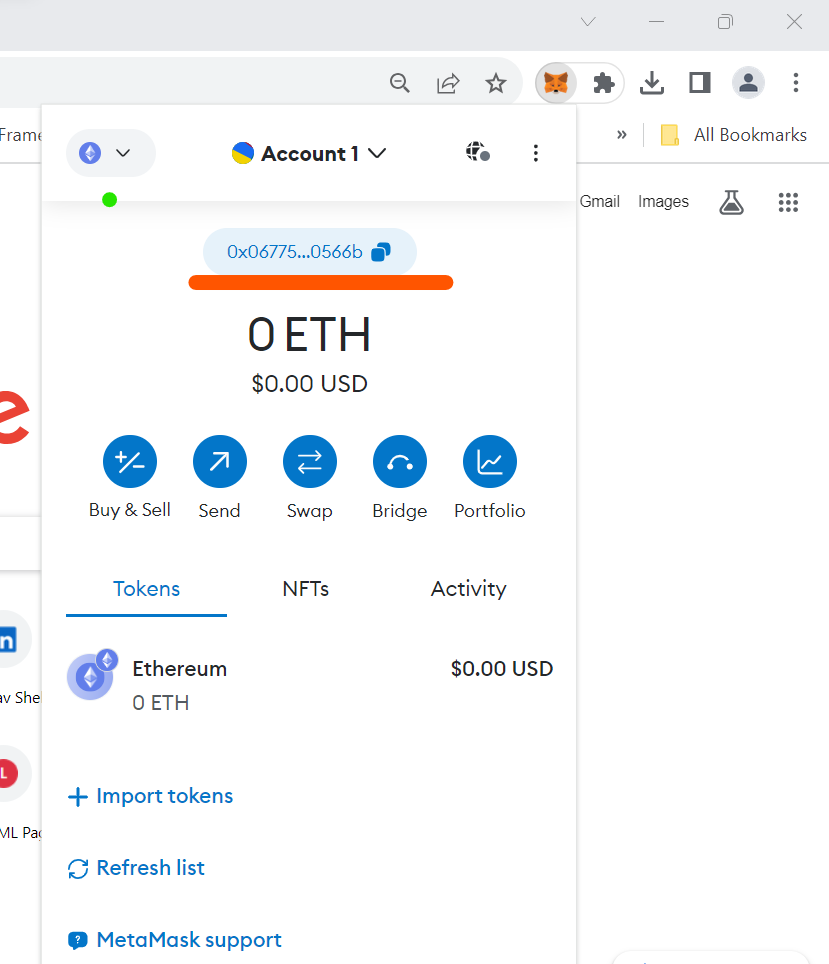 Frame
» All Bookmarks
Account 1
Gmail Images
0x06775...0566b
0 ETH
$0.00 USD
Buy & Sell Send Swap Bridge Portfolio
Tokens NFTs Activity
Ethereum $0.00 USD
0 ETH
av She
L
ML Pag
Import tokens
Refresh list
MetaMask support